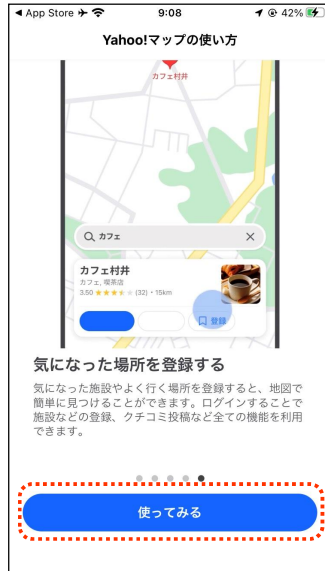 App Store
9:08
42%
Yahoo!マップの使い方
カフェ村井
カフェ
カフェ村井
カフェ, 喫茶店
3.50 (32)・15km
登録
気になった場所を登録する
気になった施設やよく行く場所を登録すると、地図で
簡単に見つけることができます。ログインすることで
施設などの登録、クチコミ投稿など全ての機能を利用
できます。
使ってみる